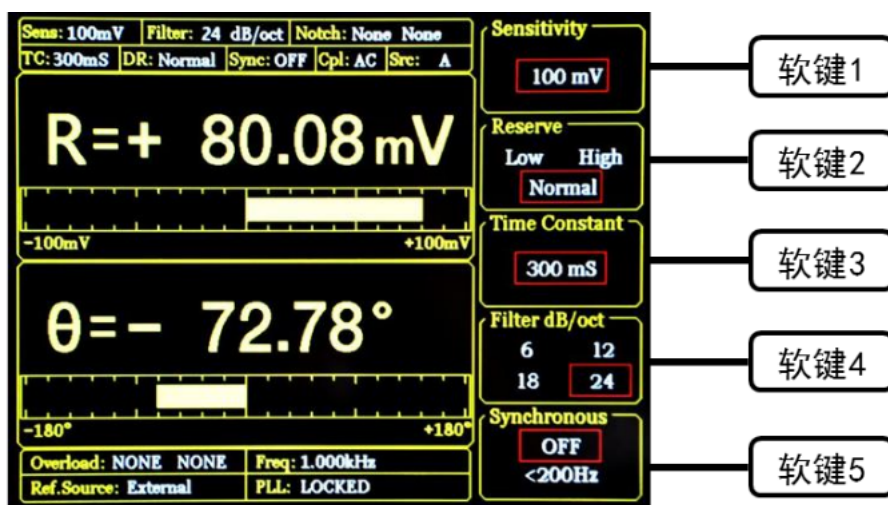 Sens: 100mV Filter: 24 dB/oct Notch: None None
TC: 300mS DR: Normal Sync: OFF Cpl: AC Src: A
R=+ 80.08 mV
-100mV +100mV
θ=- 72.78°
-180° +180°
Overload: NONE NONE Freq: 1.000kHz
Ref.Source: External PLL: LOCKED
Sensitivity
100 mV
Reserve
Low High
Normal
Time Constant
300 mS
Filter dB/oct
6 12
18 24
Synchronous
OFF
<200Hz
软键1
软键2
软键3
软键4
软键5